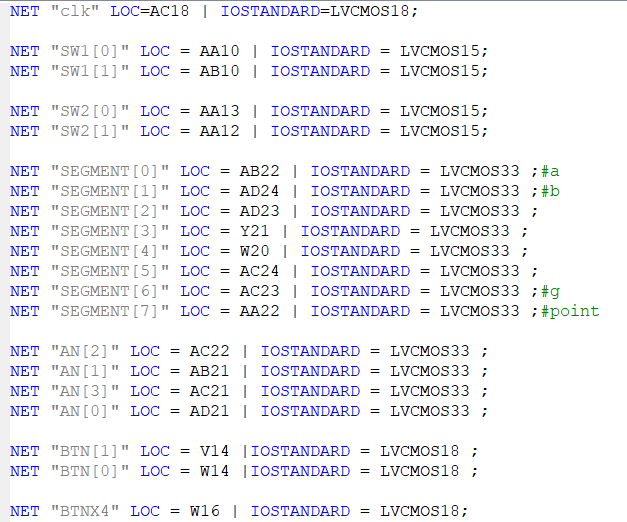 NET "clk" LOC=AC18 | IOSTANDARD=LVCMOS18;
NET "SW1[0]" LOC = AA10 | IOSTANDARD = LVCMOS15;
NET "SW1[1]" LOC = AB10 | IOSTANDARD = LVCMOS15;
NET "SW2[0]" LOC = AA13 | IOSTANDARD = LVCMOS15;
NET "SW2[1]" LOC = AA12 | IOSTANDARD = LVCMOS15;
NET "SEGMENT[0]" LOC = AB22 | IOSTANDARD = LVCMOS33 ;#a
NET "SEGMENT[1]" LOC = AD24 | IOSTANDARD = LVCMOS33 ;#b
NET "SEGMENT[2]" LOC = AD23 | IOSTANDARD = LVCMOS33 ;
NET "SEGMENT[3]" LOC = Y21 | IOSTANDARD = LVCMOS33 ;
NET "SEGMENT[4]" LOC = W20 | IOSTANDARD = LVCMOS33 ;
NET "SEGMENT[5]" LOC = AC24 | IOSTANDARD = LVCMOS33 ;
NET "SEGMENT[6]" LOC = AC23 | IOSTANDARD = LVCMOS33 ;#g
NET "SEGMENT[7]" LOC = AA22 | IOSTANDARD = LVCMOS33 ;#point
NET "AN[2]" LOC = AC22 | IOSTANDARD = LVCMOS33 ;
NET "AN[1]" LOC = AB21 | IOSTANDARD = LVCMOS33 ;
NET "AN[3]" LOC = AC21 | IOSTANDARD = LVCMOS33 ;
NET "AN[0]" LOC = AD21 | IOSTANDARD = LVCMOS33 ;
NET "BTN[1]" LOC = V14 |IOSTANDARD = LVCMOS18 ;
NET "BTN[0]" LOC = W14 |IOSTANDARD = LVCMOS18 ;
NET "BTNX4" LOC = W16 | IOSTANDARD = LVCMOS18;